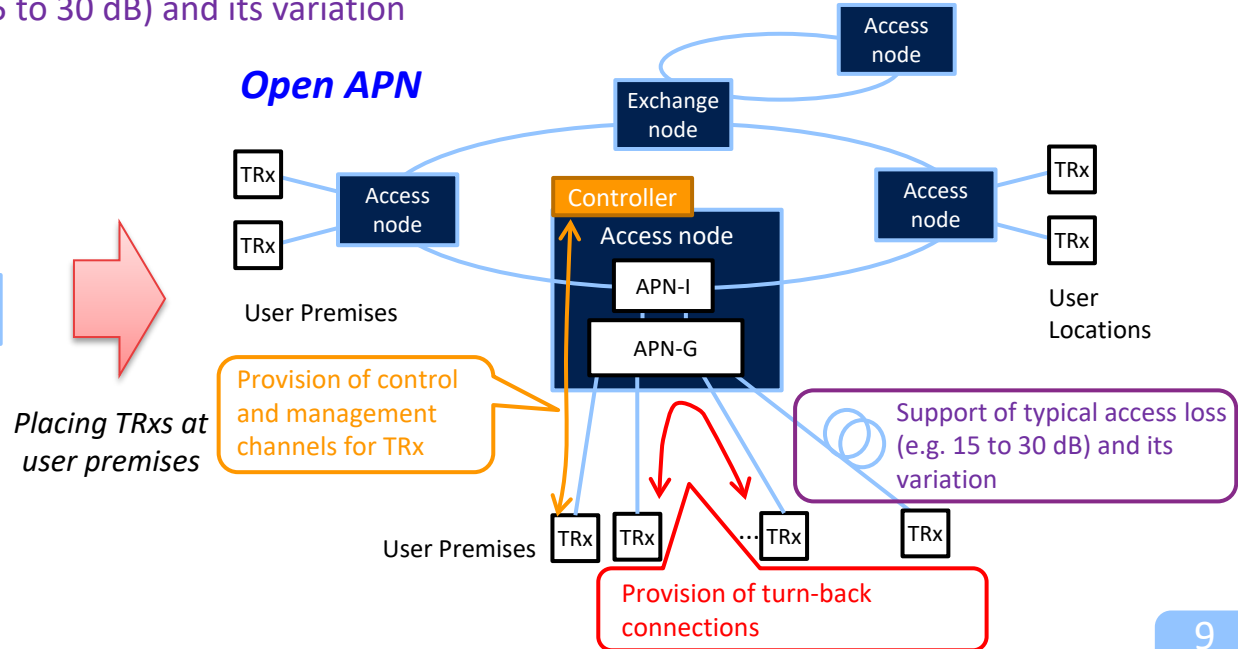 to 30 dB) and its variation
Open APN
Access
node
Exchange
node
TRx
TRx
Access
node
Controller
Access node
APN-I
APN-G
Access
node
TRx
TRx
User Premises
User
Locations
Placing TRxs at
user premises
Provision of control
and management
channels for TRx
Support of typical access loss
(e.g. 15 to 30 dB) and its
variation
User Premises
TRx
TRx
...
TRx
TRx
Provision of turn-back
connections
9